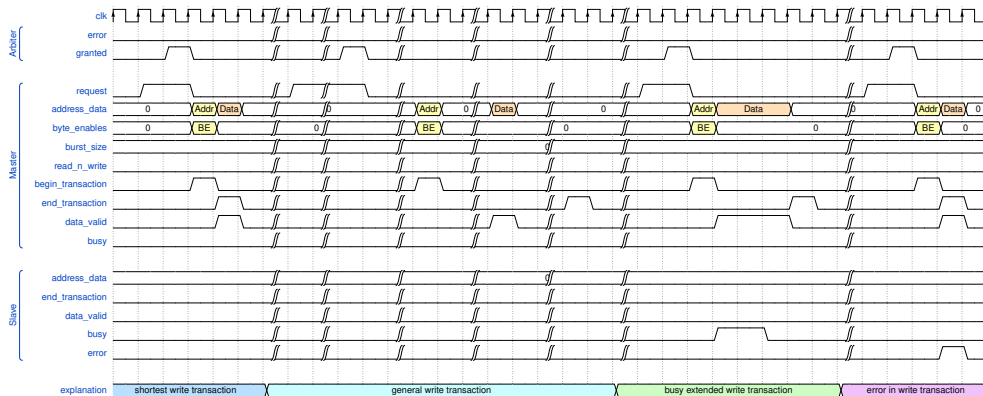 clk
Arbiter
error
granted
Master
request
address_data 0 Addr Data 0 Addr 0 Data 0 Addr Data 0 Addr Data 0
byte_enables 0 BE 0 BE 0 BE 0 BE 0
burst_size 0
read_n_write
begin_transaction
end_transaction
data_valid
busy
Slave
address_data 0
end_transaction
data_valid
busy
error
explanation shortest write transaction general write transaction busy extended write transaction error in write transaction